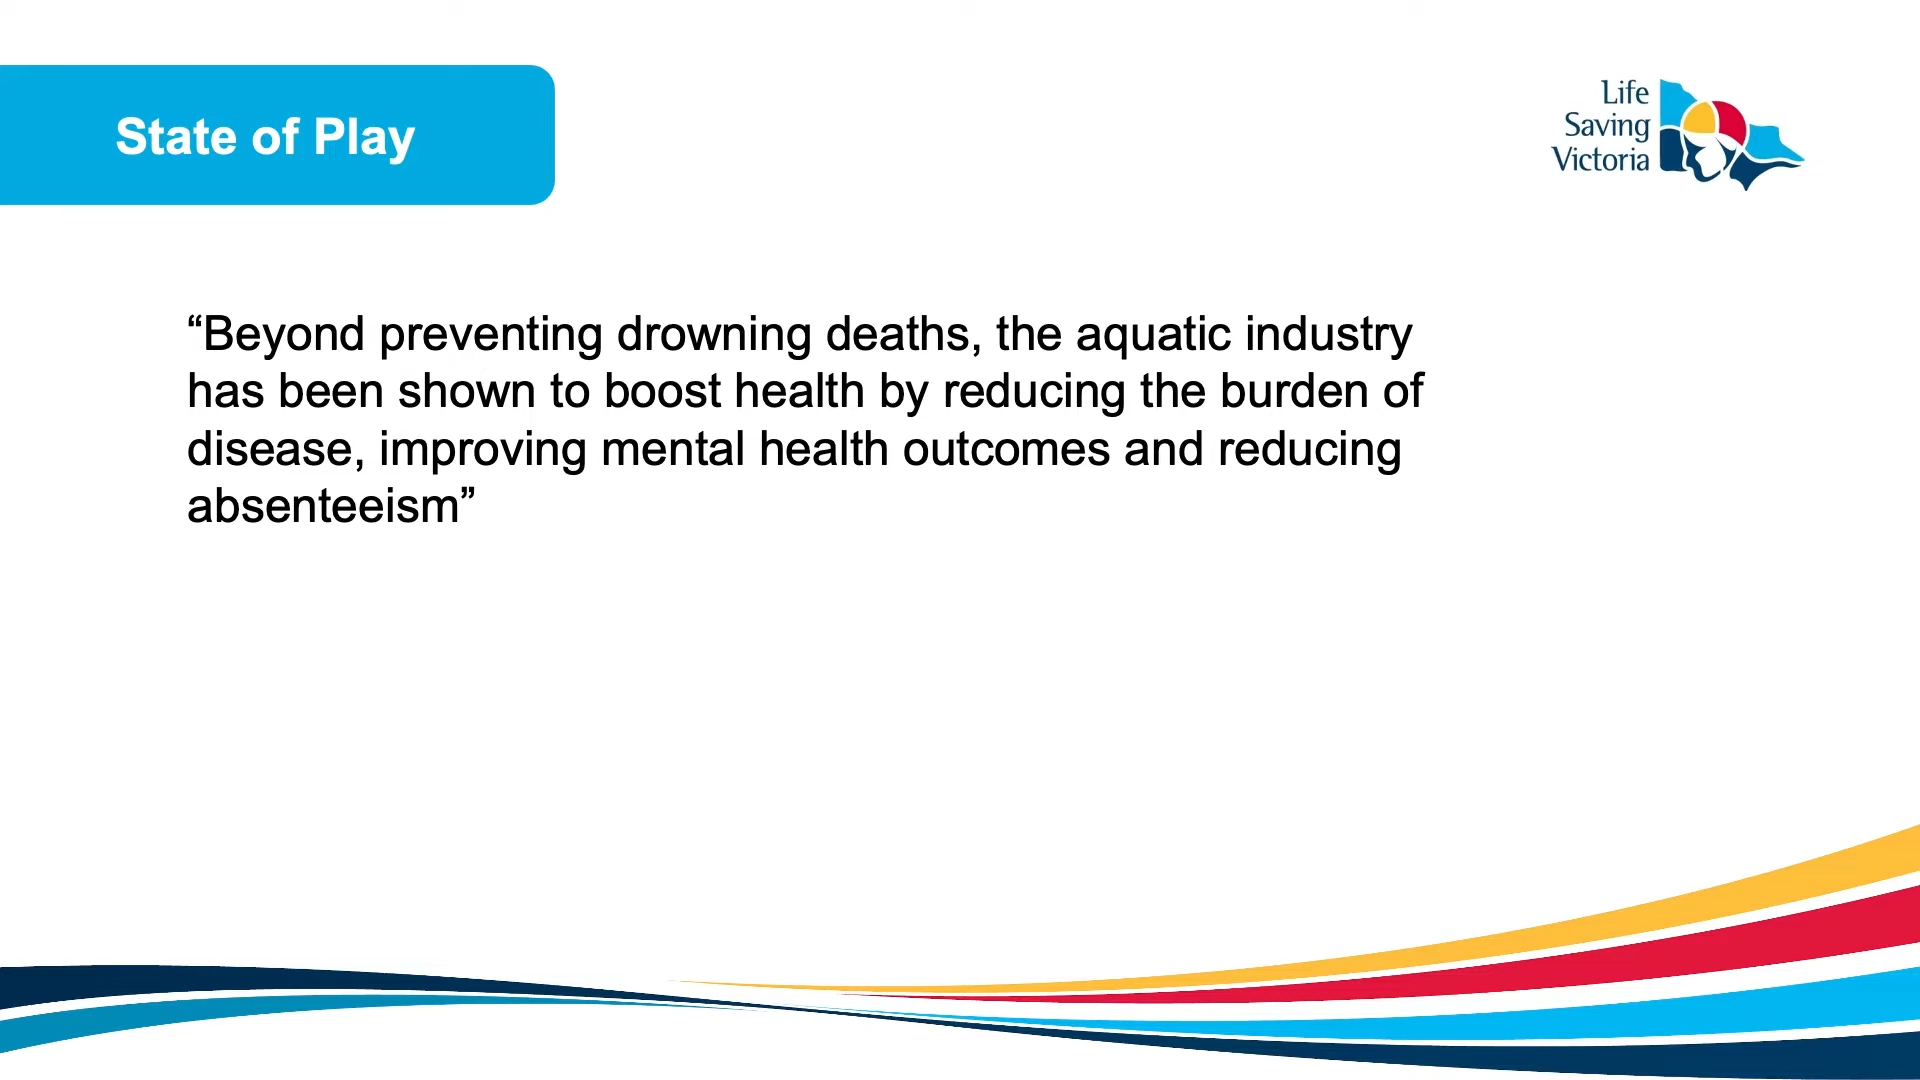 State of Play
Life
Saving
Victoria
“Beyond preventing drowning deaths, the aquatic industry
has been shown to boost health by reducing the burden of
disease, improving mental health outcomes and reducing
absenteeism”